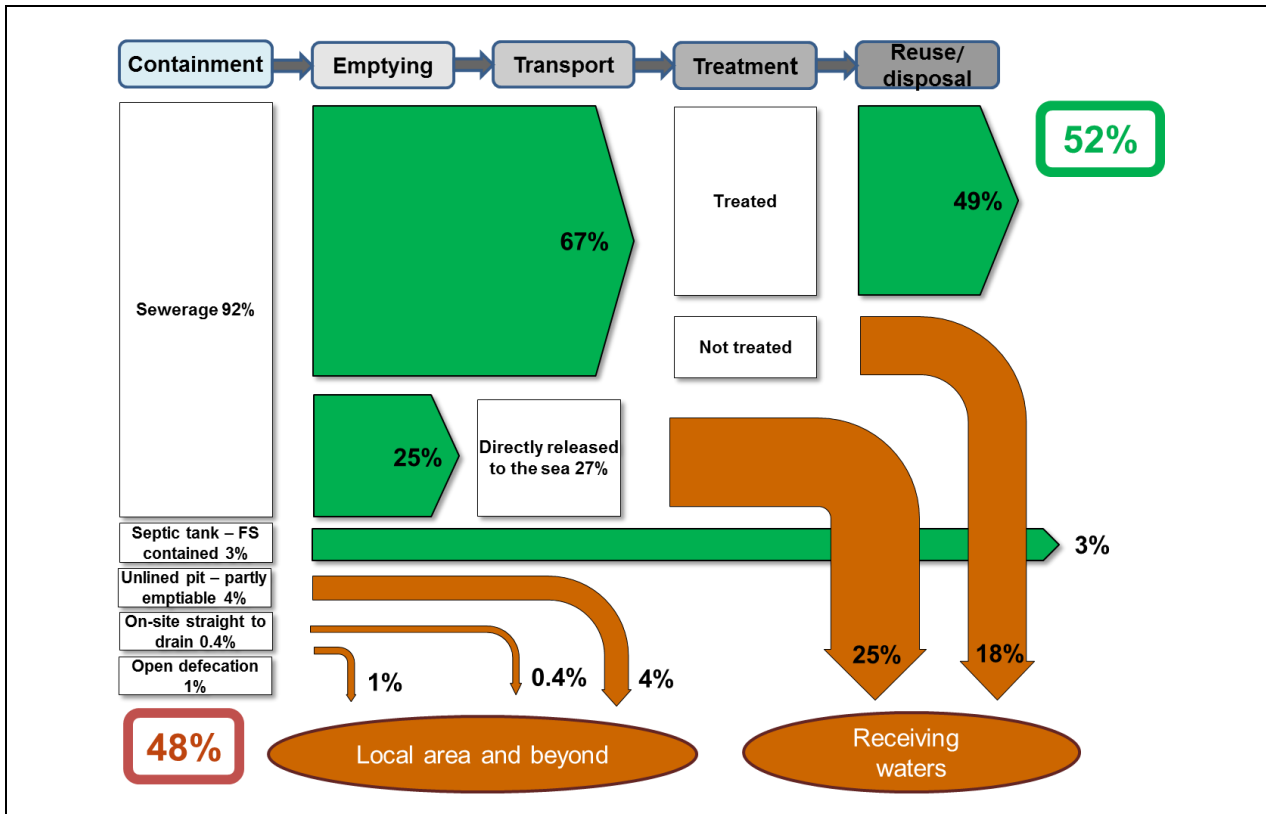 Containment
Emptying
Transport
Treatment
Reuse/
disposal
52%
Sewerage 92%
67%
Treated
49%
Not treated
25%
Directly released
to the sea 27%
Septic tank – FS
contained 3%
3%
Unlined pit – partly
emptiable 4%
On-site straight to
drain 0.4%
Open defecation
1%
1%
0.4%
4%
25%
18%
48%
Local area and beyond
Receiving
waters